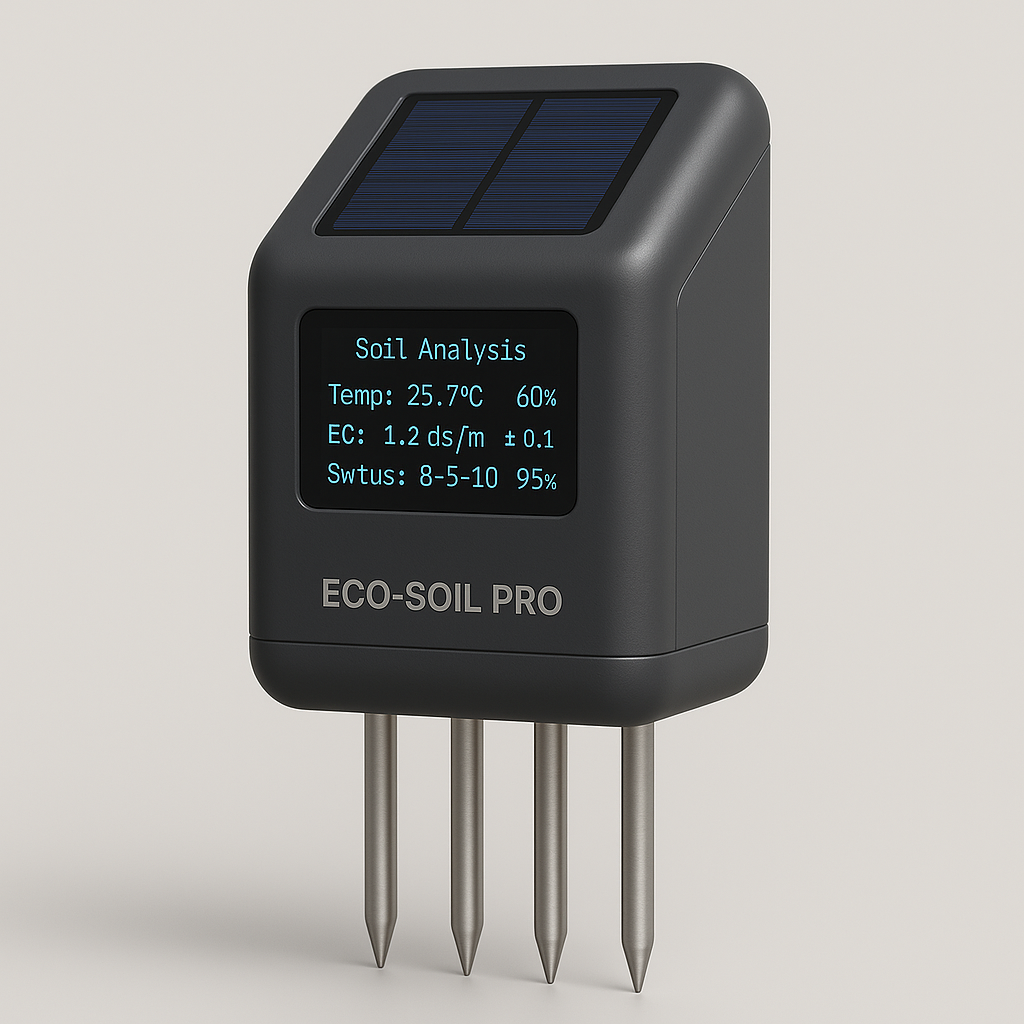 Soil Analysis
Temp: 25.7°C 60%
EC: 1.2 ds/m ± 0.1
Swtus: 8-5-10 95%
ECO-SOIL PRO